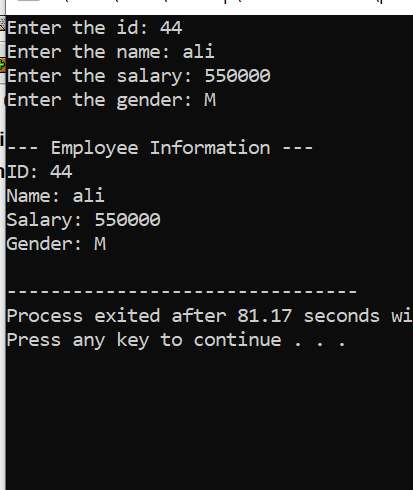 Enter the id: 44
Enter the name: ali
Enter the salary: 550000
Enter the gender: M
--- Employee Information ---
ID: 44
Name: ali
Salary: 550000
Gender: M
--------------------------------
Process exited after 81.17 seconds wi
Press any key to continue . . .